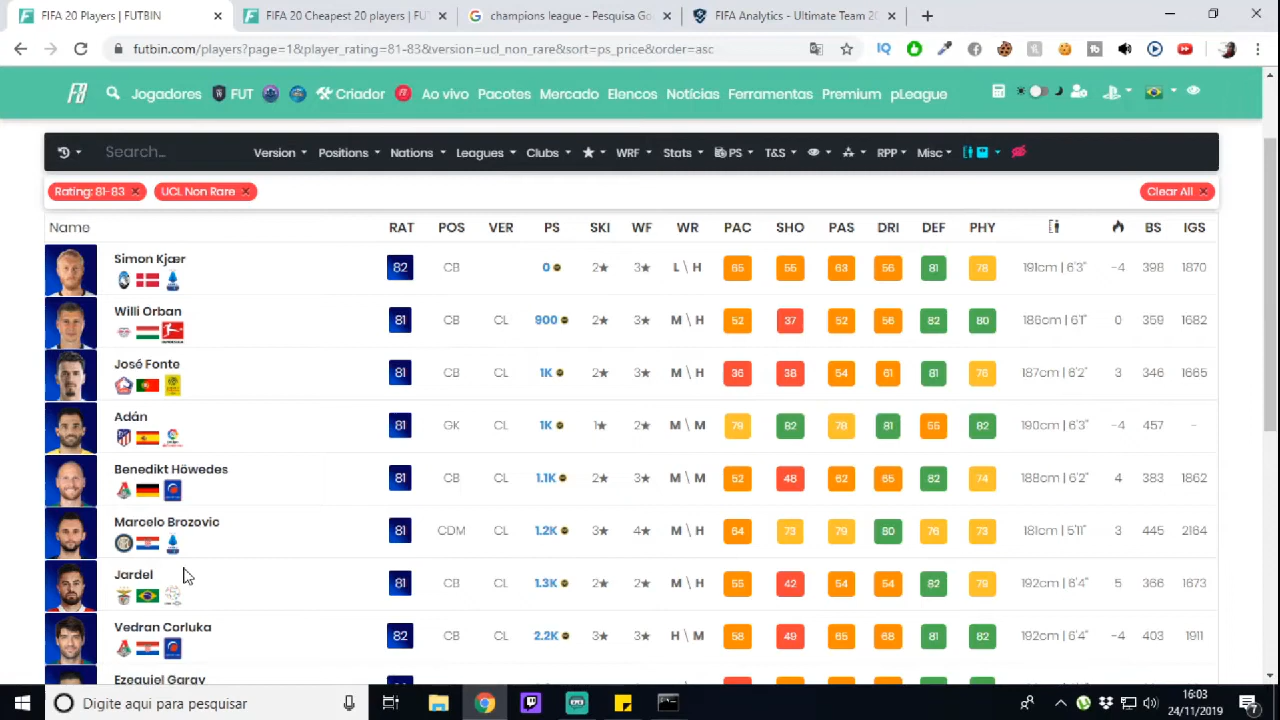 FIFA 20 Players | FUTBIN
FIFA 20 Cheapest 20 players | FUT
champions league - Pesquisa Go
FIFA Analytics - Ultimate Team 20
futbin.com/players?page=1&player_rating=81-83&version=ucl_non_rare&sort=ps_price&order=asc
Jogadores FUT Criador Ao vivo Pacotes Mercado Elencos Notícias Ferramentas Premium pLeague
Search... Version Positions Nations Leagues Clubs WRF Stats PS T&S RPP Misc
Rating: 81-83 UCL Non Rare Clear All
Name RAT POS VER PS SKI WF WR PAC SHO PAS DRI DEF PHY BS IGS
Simon Kjær 82 CB 0 2★ 3★ L \ H 65 55 63 56 81 78 191cm | 6'3" -4 398 1870
Willi Orban 81 CB CL 900 2★ 3★ M \ H 52 37 52 56 82 80 186cm | 6'1" 0 359 1682
José Fonte 81 CB CL 1K 2★ 3★ M \ H 36 38 54 61 81 76 187cm | 6'2" 3 346 1665
Adán 81 GK CL 1K 1★ 2★ M \ M 79 82 78 81 55 82 190cm | 6'3" -4 457 -
Benedikt Höwedes 81 CB CL 1.1K 2★ 3★ M \ M 52 48 62 65 82 74 188cm | 6'2" 4 383 1862
Marcelo Brozovic 81 CDM CL 1.2K 3★ 4★ M \ H 64 73 79 80 76 73 181cm | 5'11" 3 445 2164
Jardel 81 CB CL 1.3K 2★ 2★ M \ H 55 42 54 54 82 79 192cm | 6'4" 5 366 1673
Vedran Corluka 82 CB CL 2.2K 3★ 3★ H \ M 58 49 65 68 81 82 192cm | 6'4" -4 403 1911
Ezequiel Garay
Digite aqui para pesquisar
16:03
24/11/2019
7